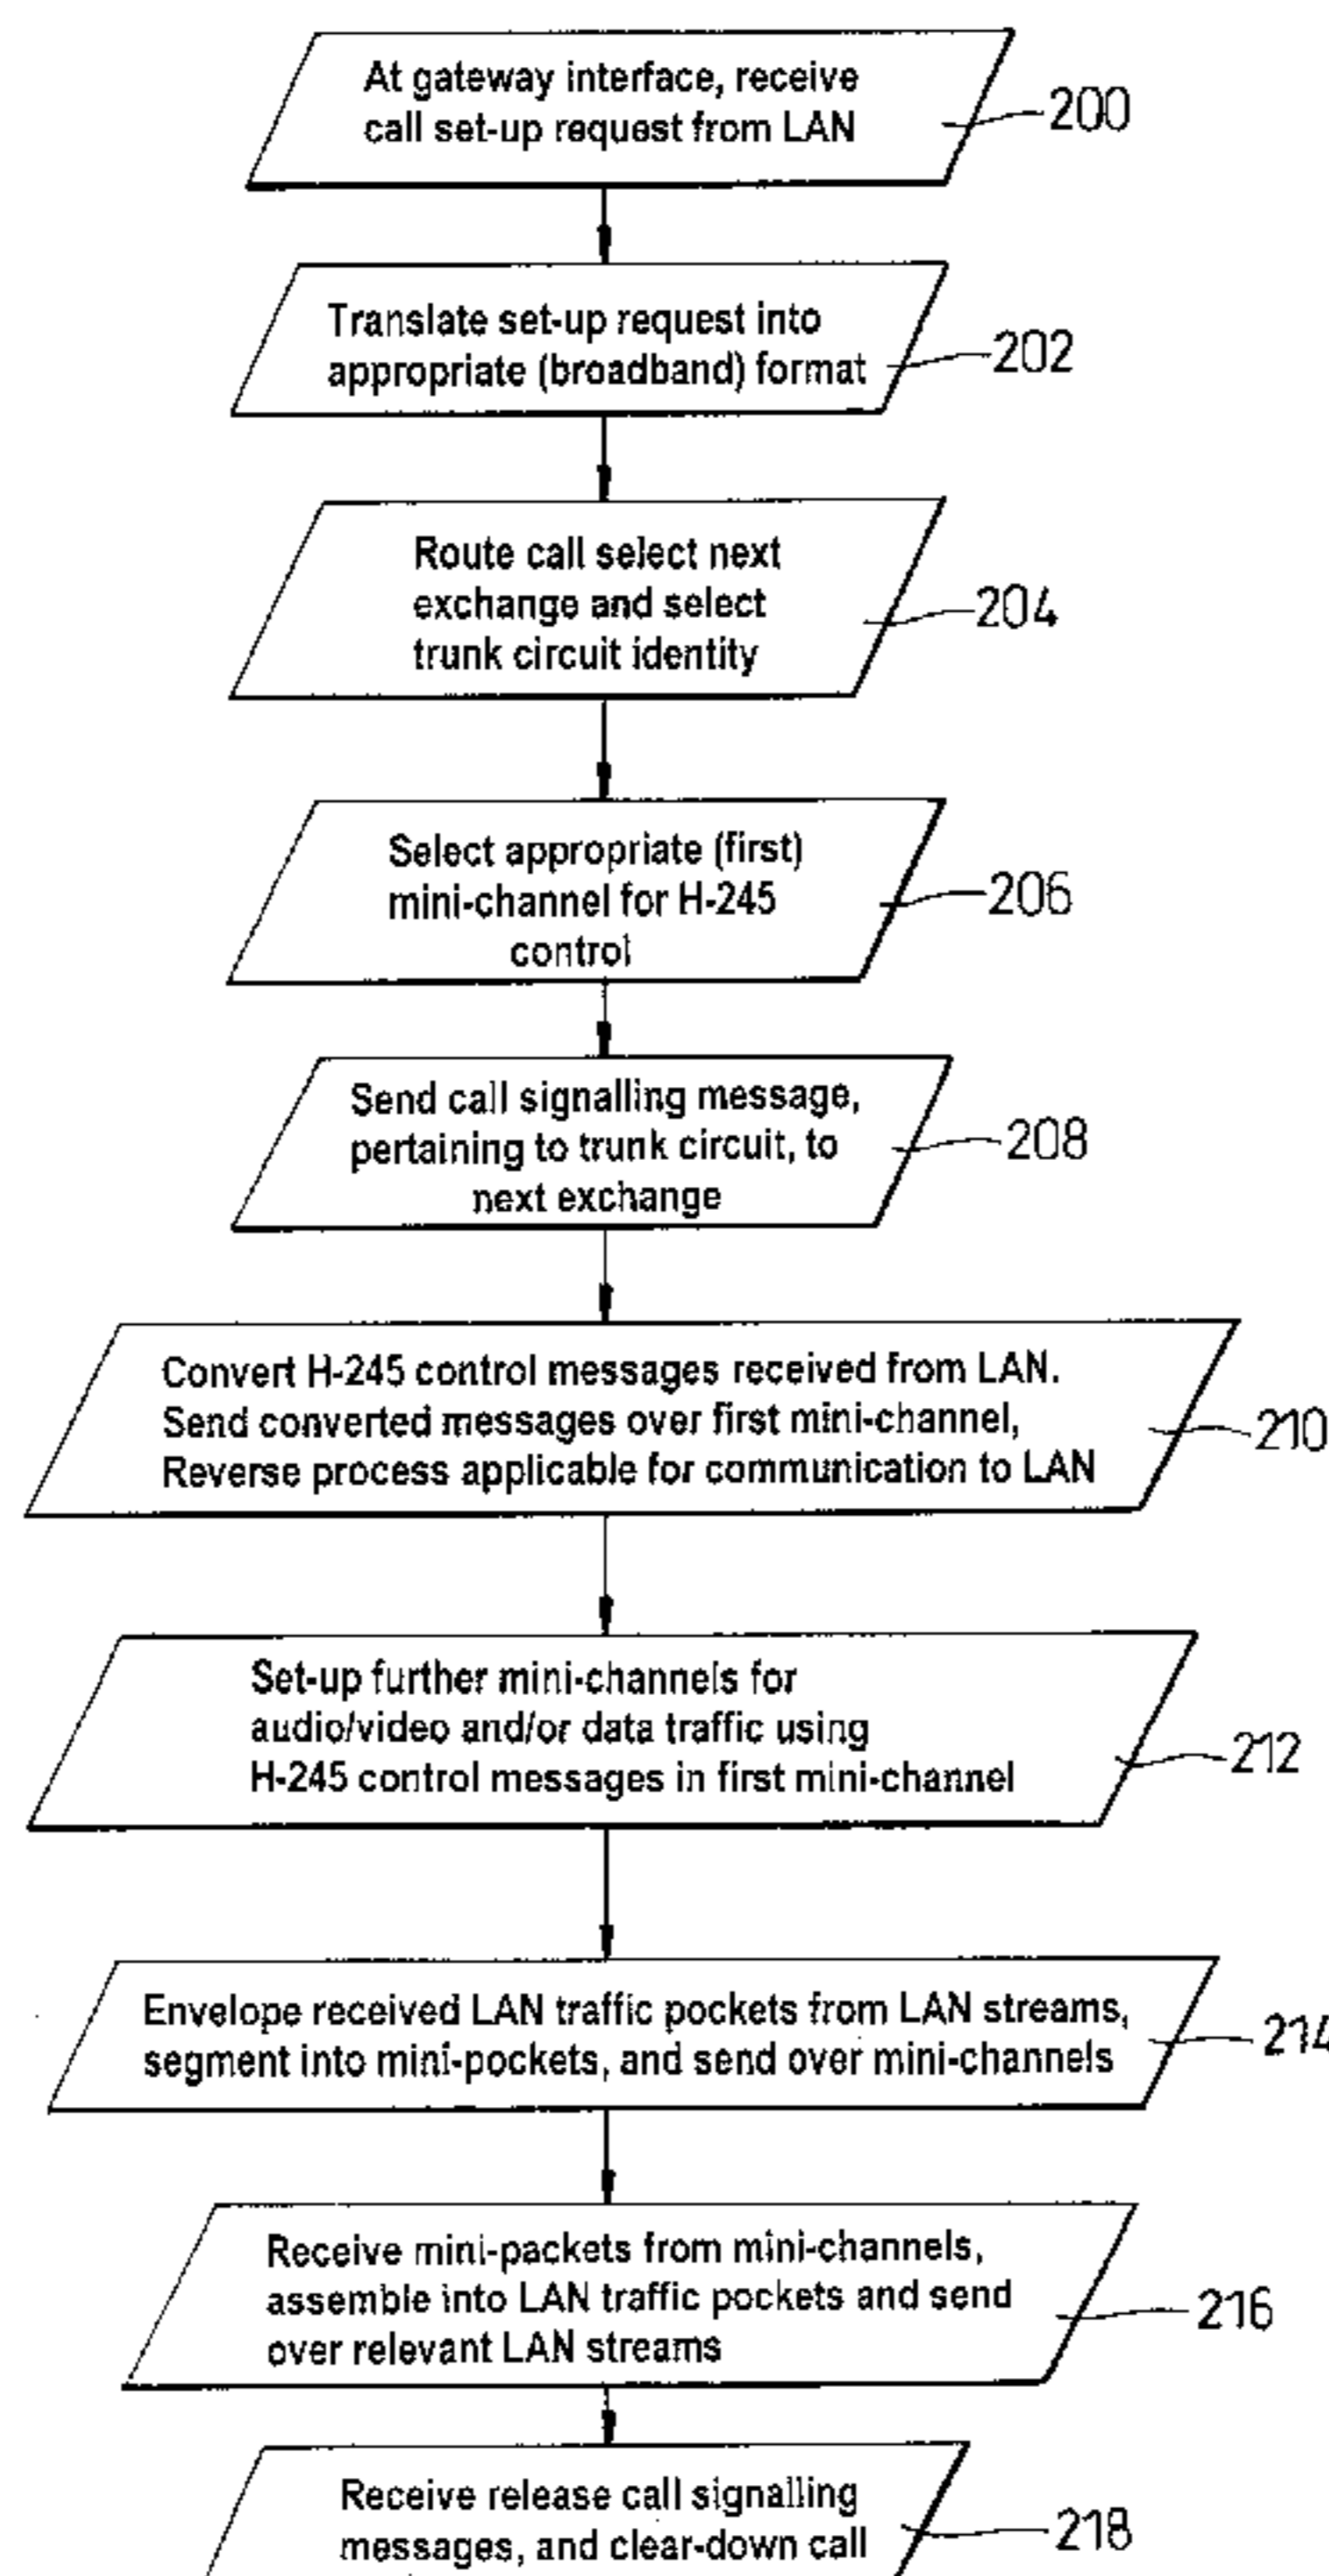 At gateway interface, receive
call set-up request from LAN
200
Translate set-up request into
appropriate (broadband) format
202
Route call select next
exchange and select
trunk circuit identity
204
Select appropriate (first)
mini-channel for H-245
control
206
Send call signalling message,
pertaining to trunk circuit, to
next exchange
208
Convert H-245 control messages received from LAN.
Send converted messages over first mini-channel,
Reverse process applicable for communication to LAN
210
Set-up further mini-channels for
audio/video and/or data traffic using
H-245 control messages in first mini-channel
212
Envelope received LAN traffic pockets from LAN streams,
segment into mini-pockets, and send over mini-channels
214
Receive mini-packets from mini-channels,
assemble into LAN traffic pockets and send
over relevant LAN streams
216
Receive release call signalling
messages, and clear-down call
218